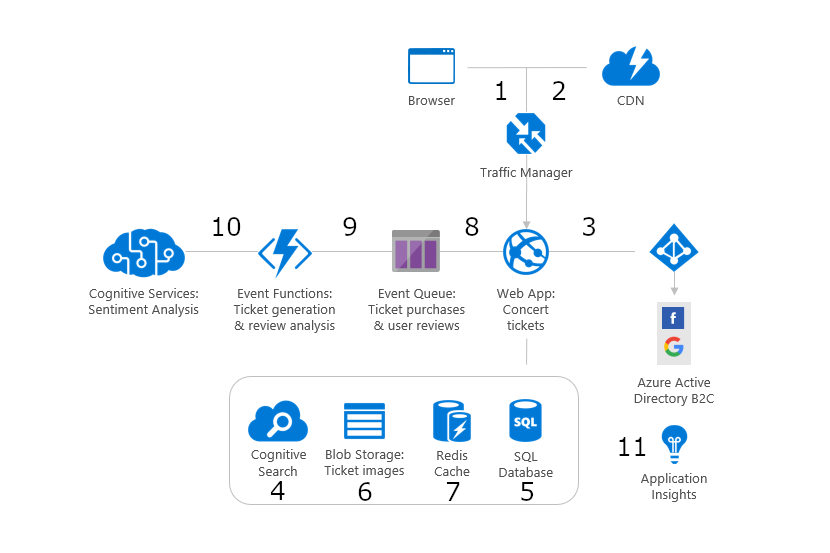 Browser
1
2
CDN
Traffic Manager
10
9
8
3
Cognitive Services:
Sentiment Analysis
Event Functions:
Ticket generation
& review analysis
Event Queue:
Ticket purchases
& user reviews
Web App:
Concert
tickets
f
G
Azure Active
Directory B2C
Cognitive
Search
4
Blob Storage:
Ticket images
6
Redis
Cache
7
SQL
SQL
Database
5
11
Application
Insights